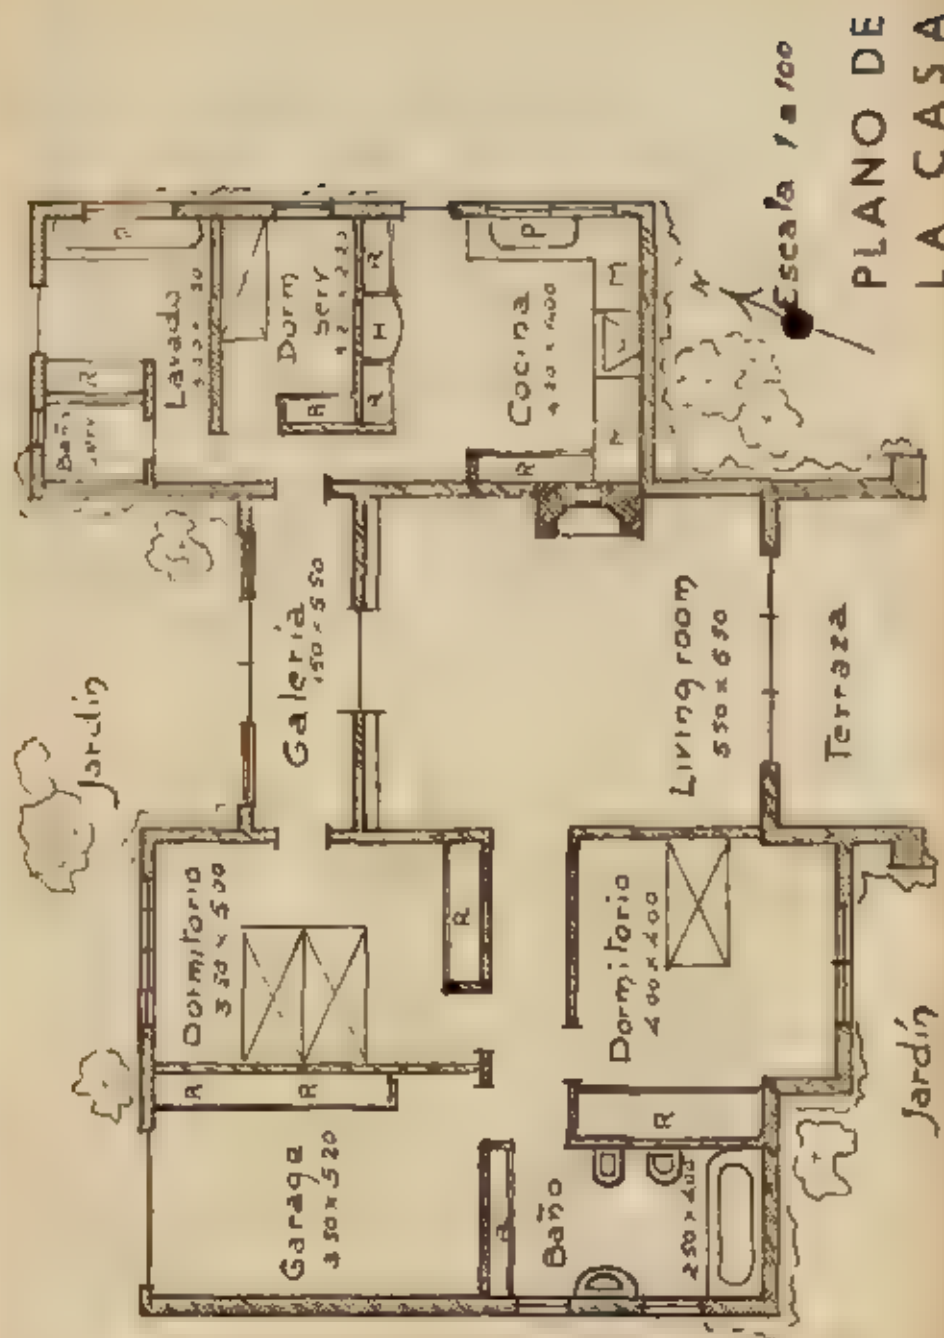 PLANO DE
LA CASA
Escala 1 a 100
N
Jardín
Lavado
R
Dorm
Serv
R
R
H
R
Cocina
P
M
R
Galería
150 x 550
Living room
550 x 650
Terraza
Dormitorio
350 x 500
R
Dormitorio
400 x 400
R
Garage
350 x 520
R
R
Baño
250 x 400
R
Jardín